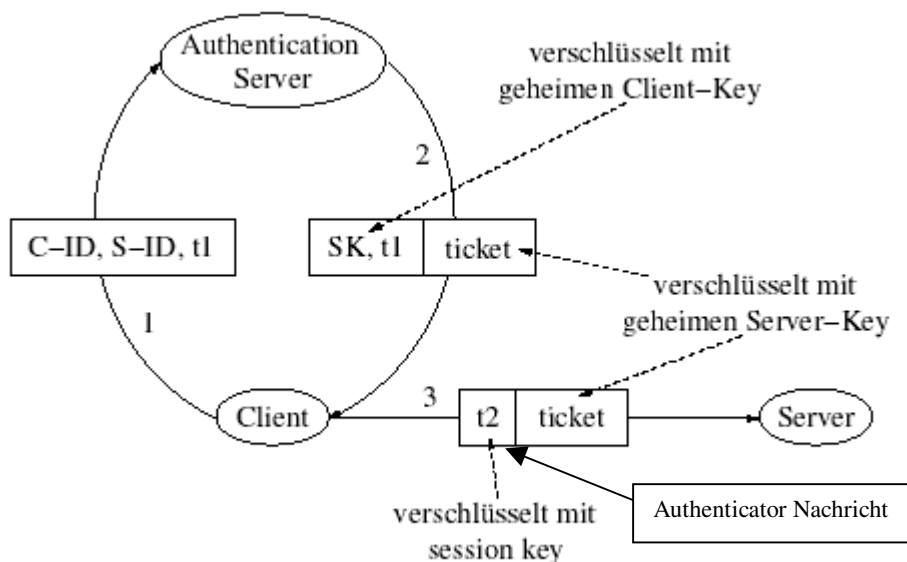 Authentication
Server
verschlüsselt mit
geheimen Client–Key
2
C–ID, S–ID, t1
SK, t1
ticket
verschlüsselt mit
geheimen Server–Key
1
Client
3
t2
ticket
Server
verschlüsselt mit
session key
Authenticator Nachricht